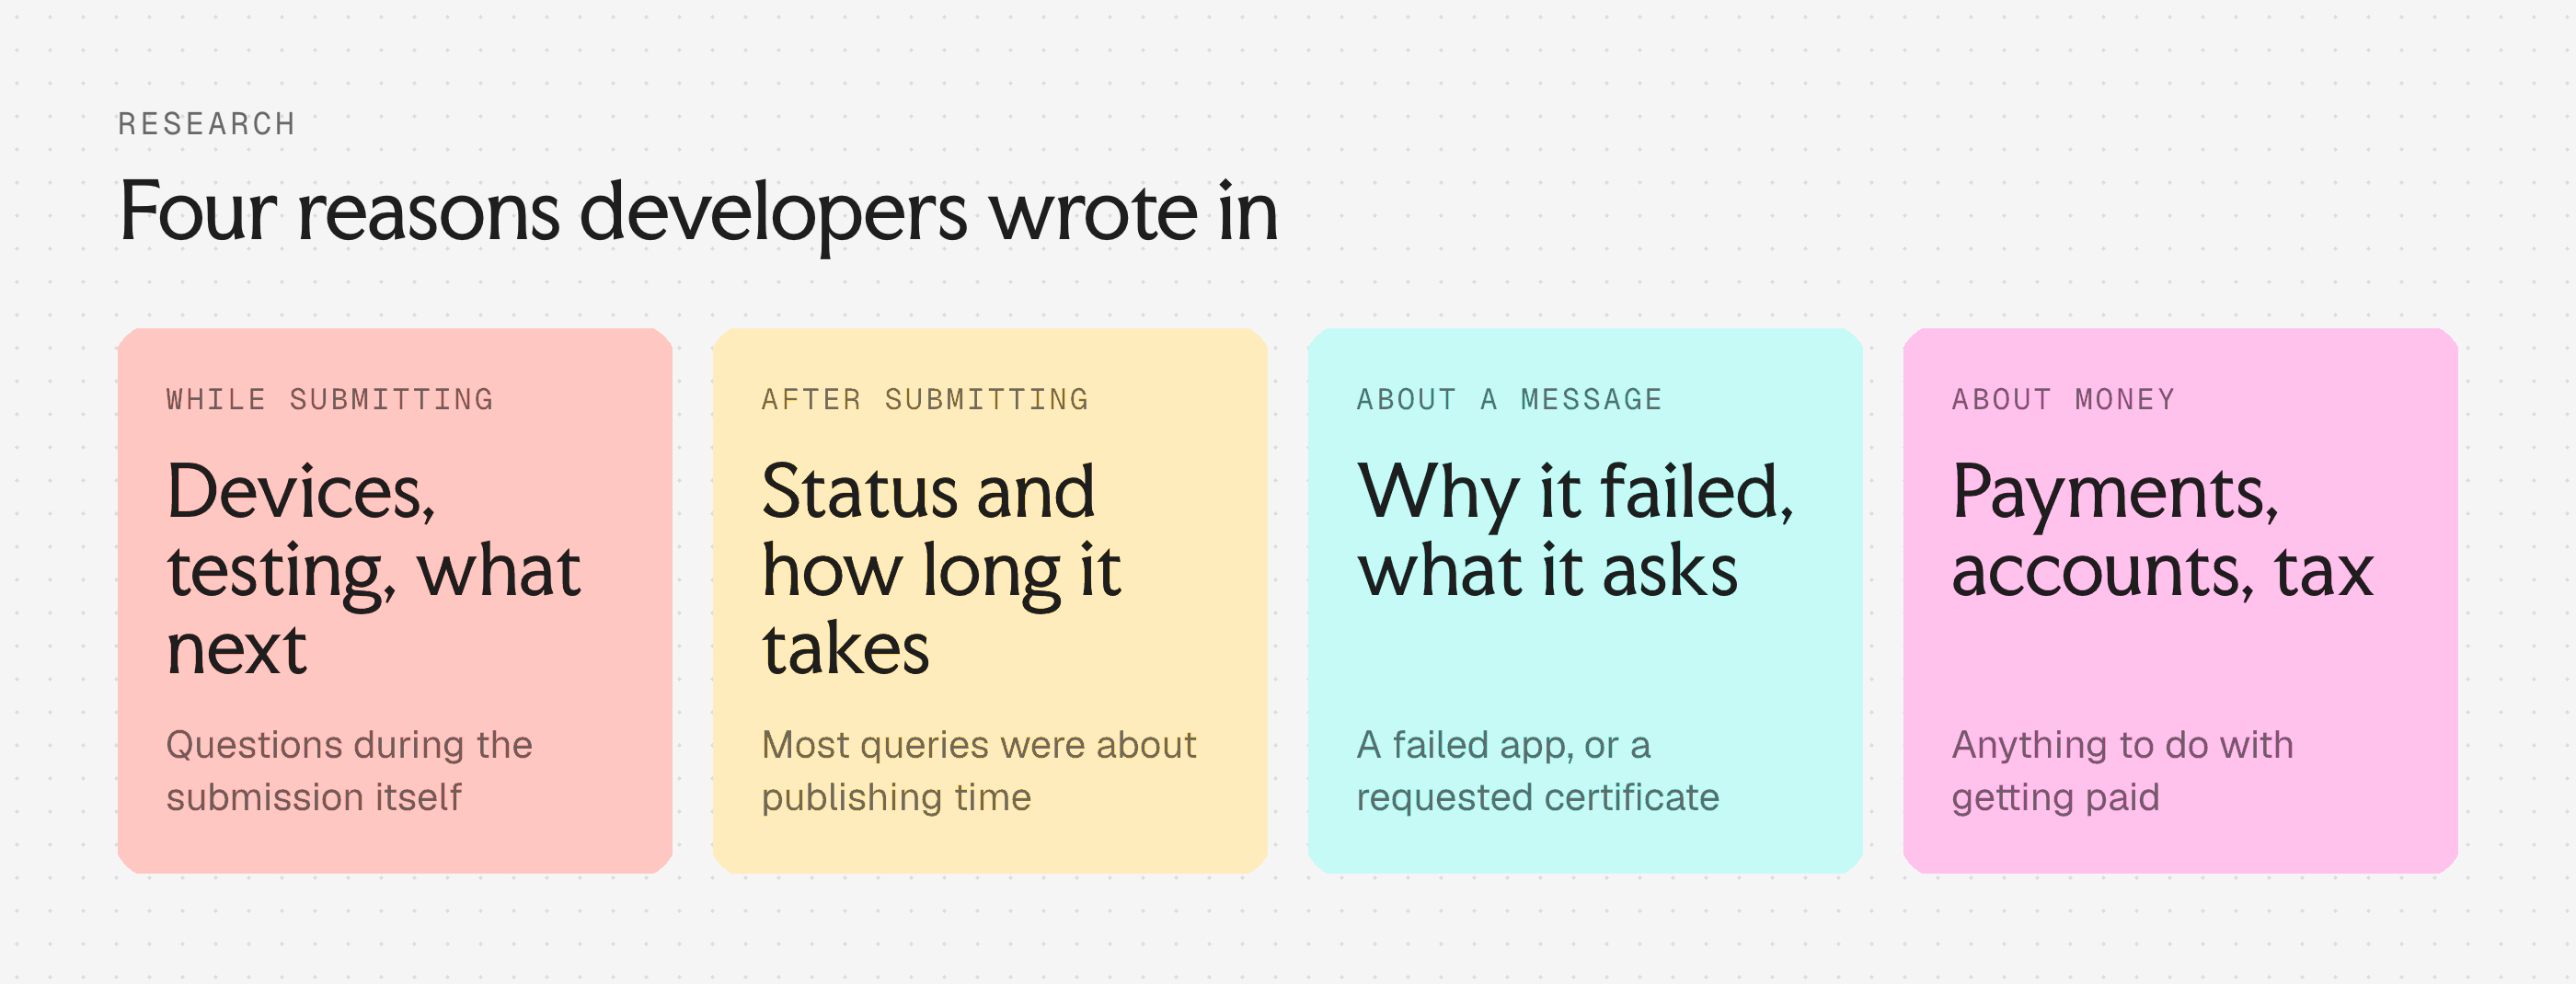 RESEARCH
Four reasons developers wrote in
WHILE SUBMITTING
Devices,
testing, what
next
Questions during the
submission itself
AFTER SUBMITTING
Status and
how long it
takes
Most queries were about
publishing time
ABOUT A MESSAGE
Why it failed,
what it asks
A failed app, or a
requested certificate
ABOUT MONEY
Payments,
accounts, tax
Anything to do with
getting paid